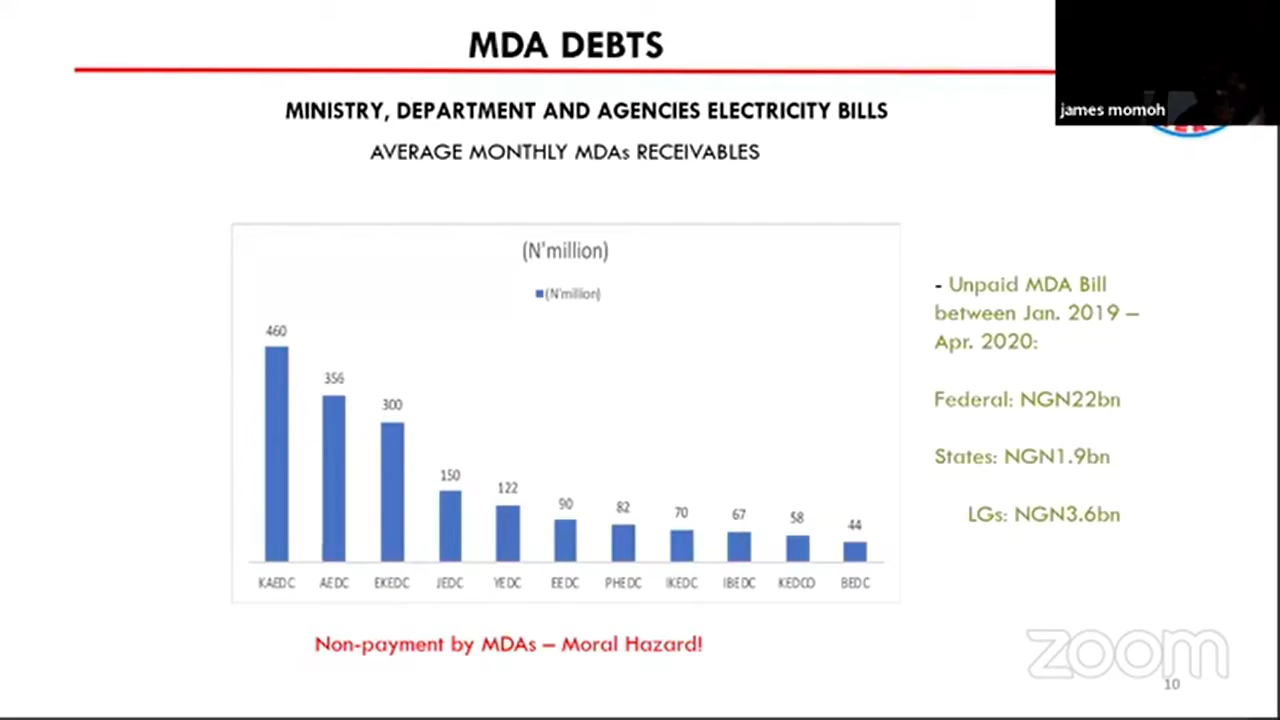 MDA DEBTS
james momoh
MINISTRY, DEPARTMENT AND AGENCIES ELECTRICITY BILLS
AVERAGE MONTHLY MDAs RECEIVABLES
(N'million)
(N'million)
460
356
300
150
122
90
82
70
67
58
44
KAEDC AEDC EKEDC JEDC YEDC EEDC PHEDC IKEDC IBEDC KEDCO BEDC
- Unpaid MDA Bill
between Jan. 2019 –
Apr. 2020:
Federal: NGN22bn
States: NGN1.9bn
LGs: NGN3.6bn
Non-payment by MDAs – Moral Hazard!
zoom
10